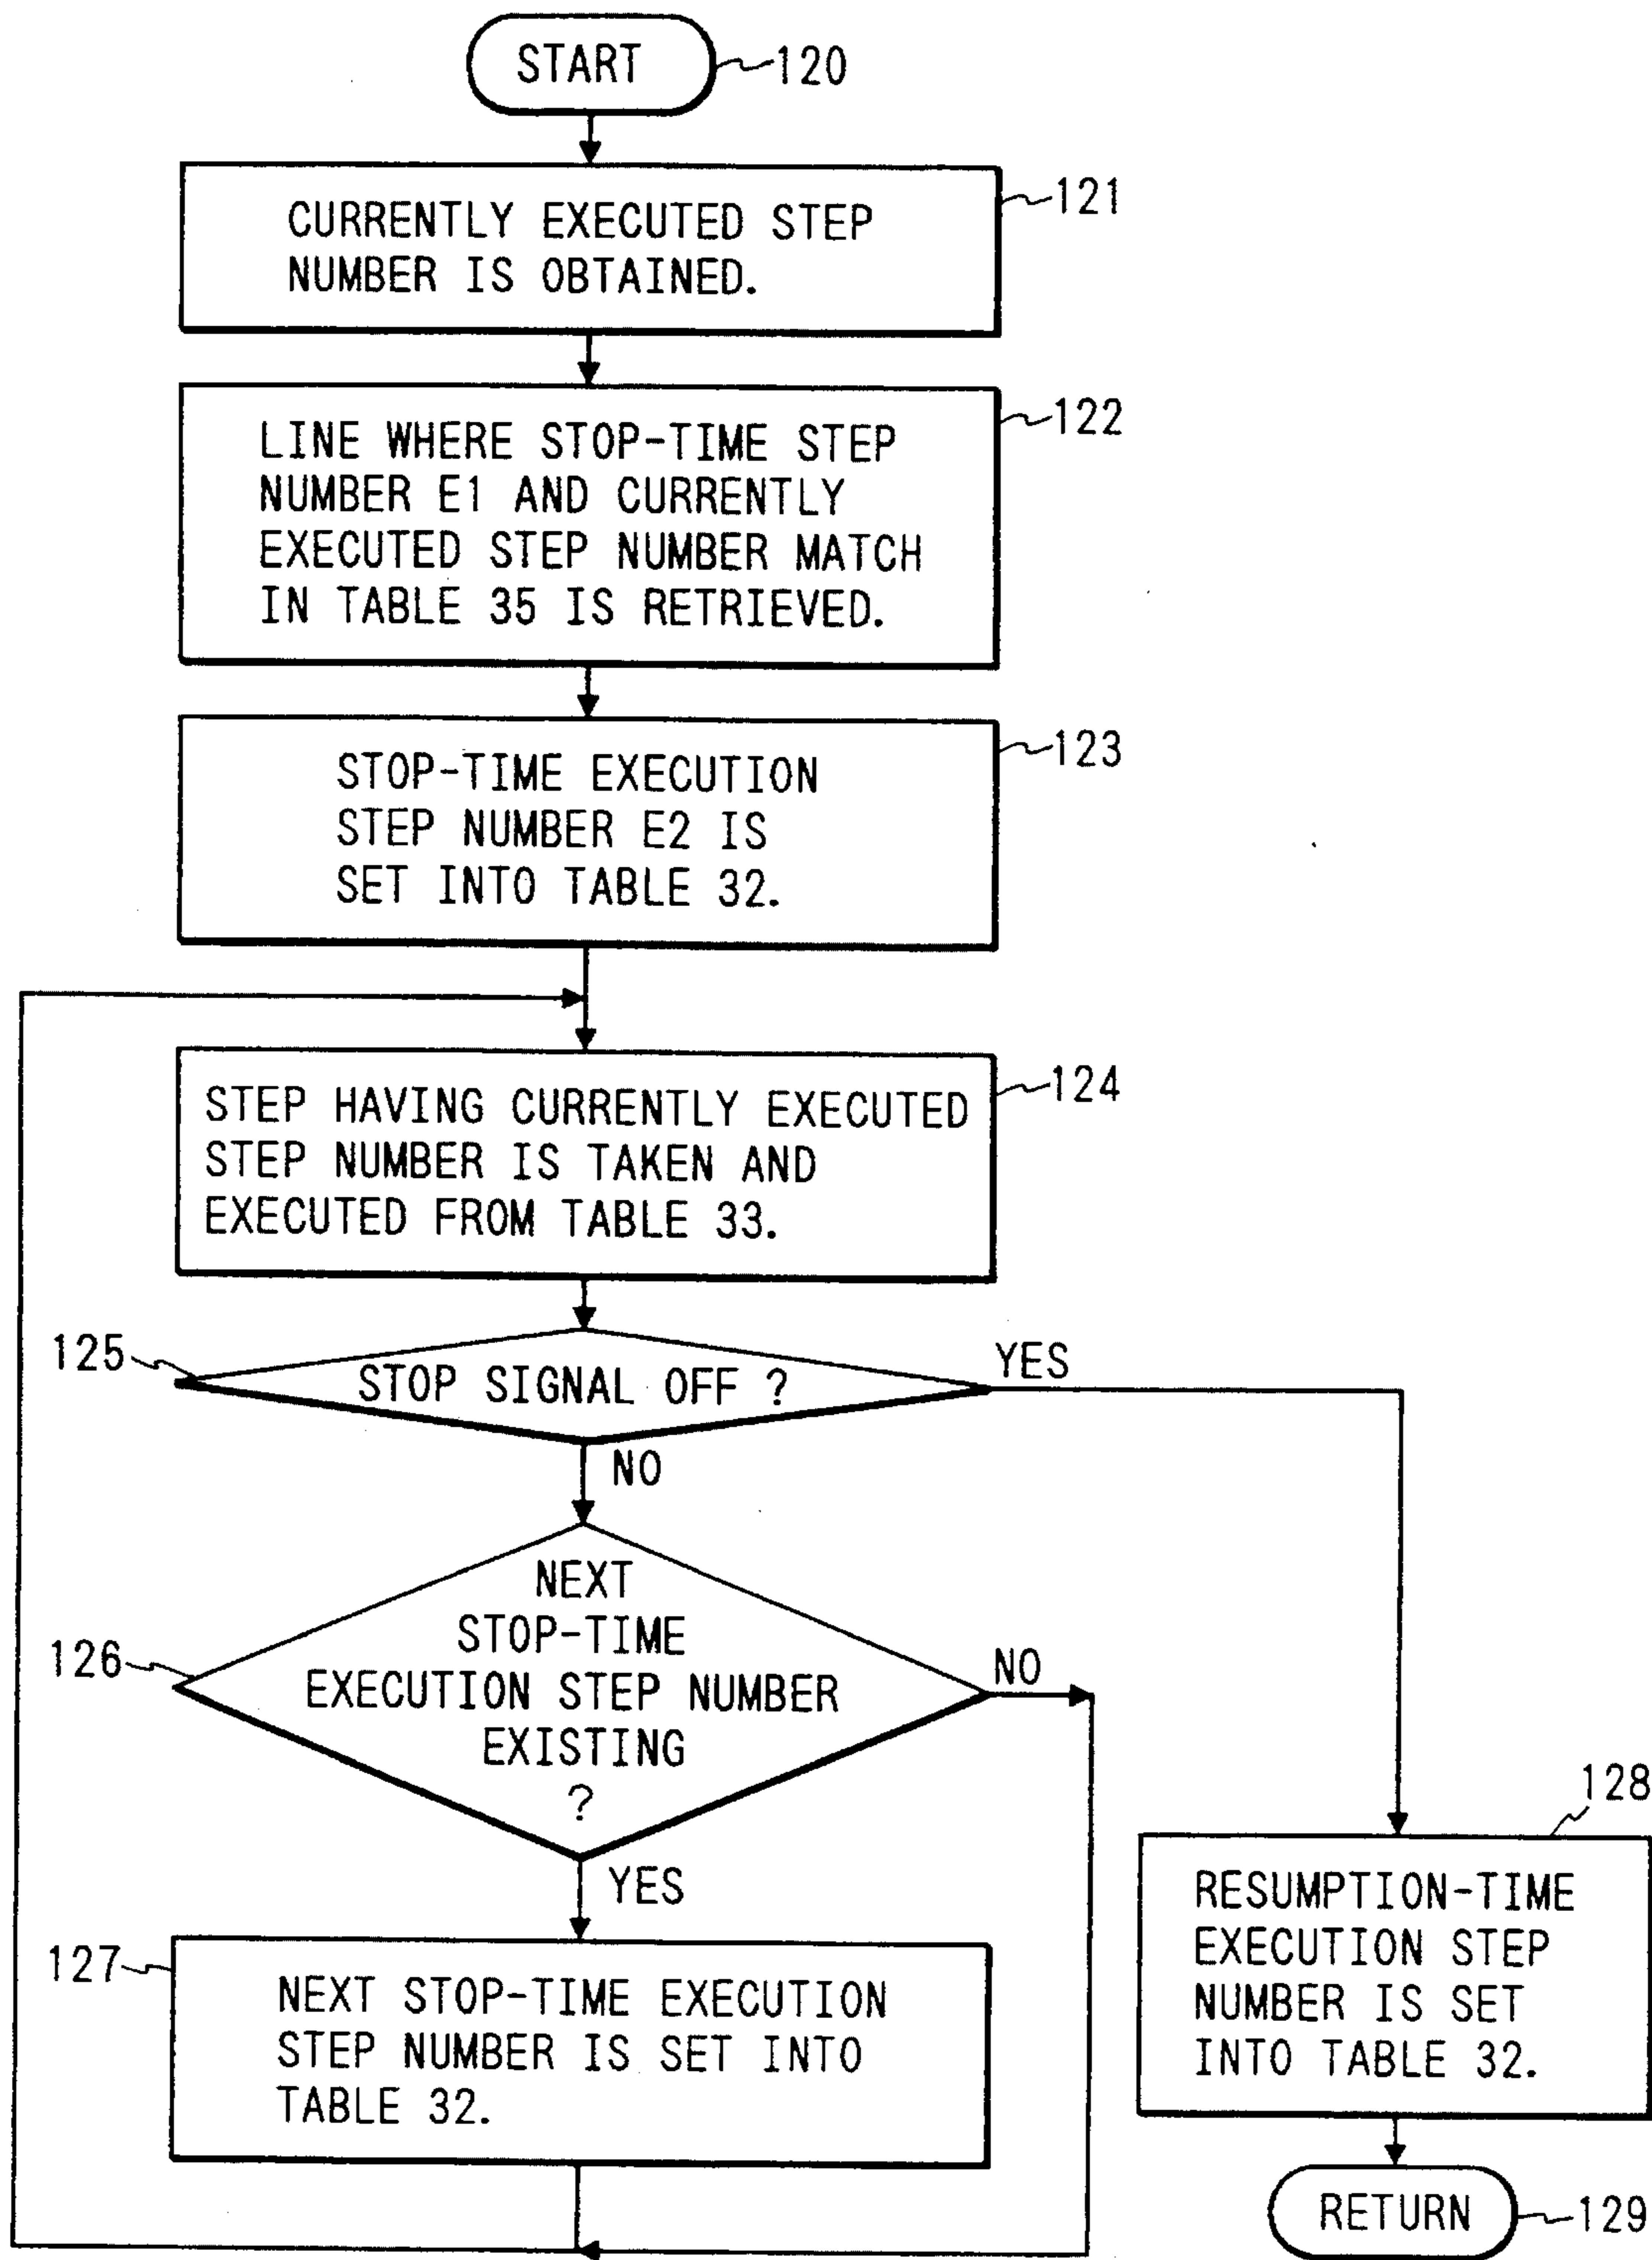 START
120
CURRENTLY EXECUTED STEP
NUMBER IS OBTAINED.
121
LINE WHERE STOP-TIME STEP
NUMBER E1 AND CURRENTLY
EXECUTED STEP NUMBER MATCH
IN TABLE 35 IS RETRIEVED.
122
STOP-TIME EXECUTION
STEP NUMBER E2 IS
SET INTO TABLE 32.
123
STEP HAVING CURRENTLY EXECUTED
STEP NUMBER IS TAKEN AND
EXECUTED FROM TABLE 33.
124
125
STOP SIGNAL OFF ?
YES
NO
126
NEXT
STOP-TIME
EXECUTION STEP NUMBER
EXISTING
?
NO
YES
127
NEXT STOP-TIME EXECUTION
STEP NUMBER IS SET INTO
TABLE 32.
128
RESUMPTION-TIME
EXECUTION STEP
NUMBER IS SET
INTO TABLE 32.
RETURN
129